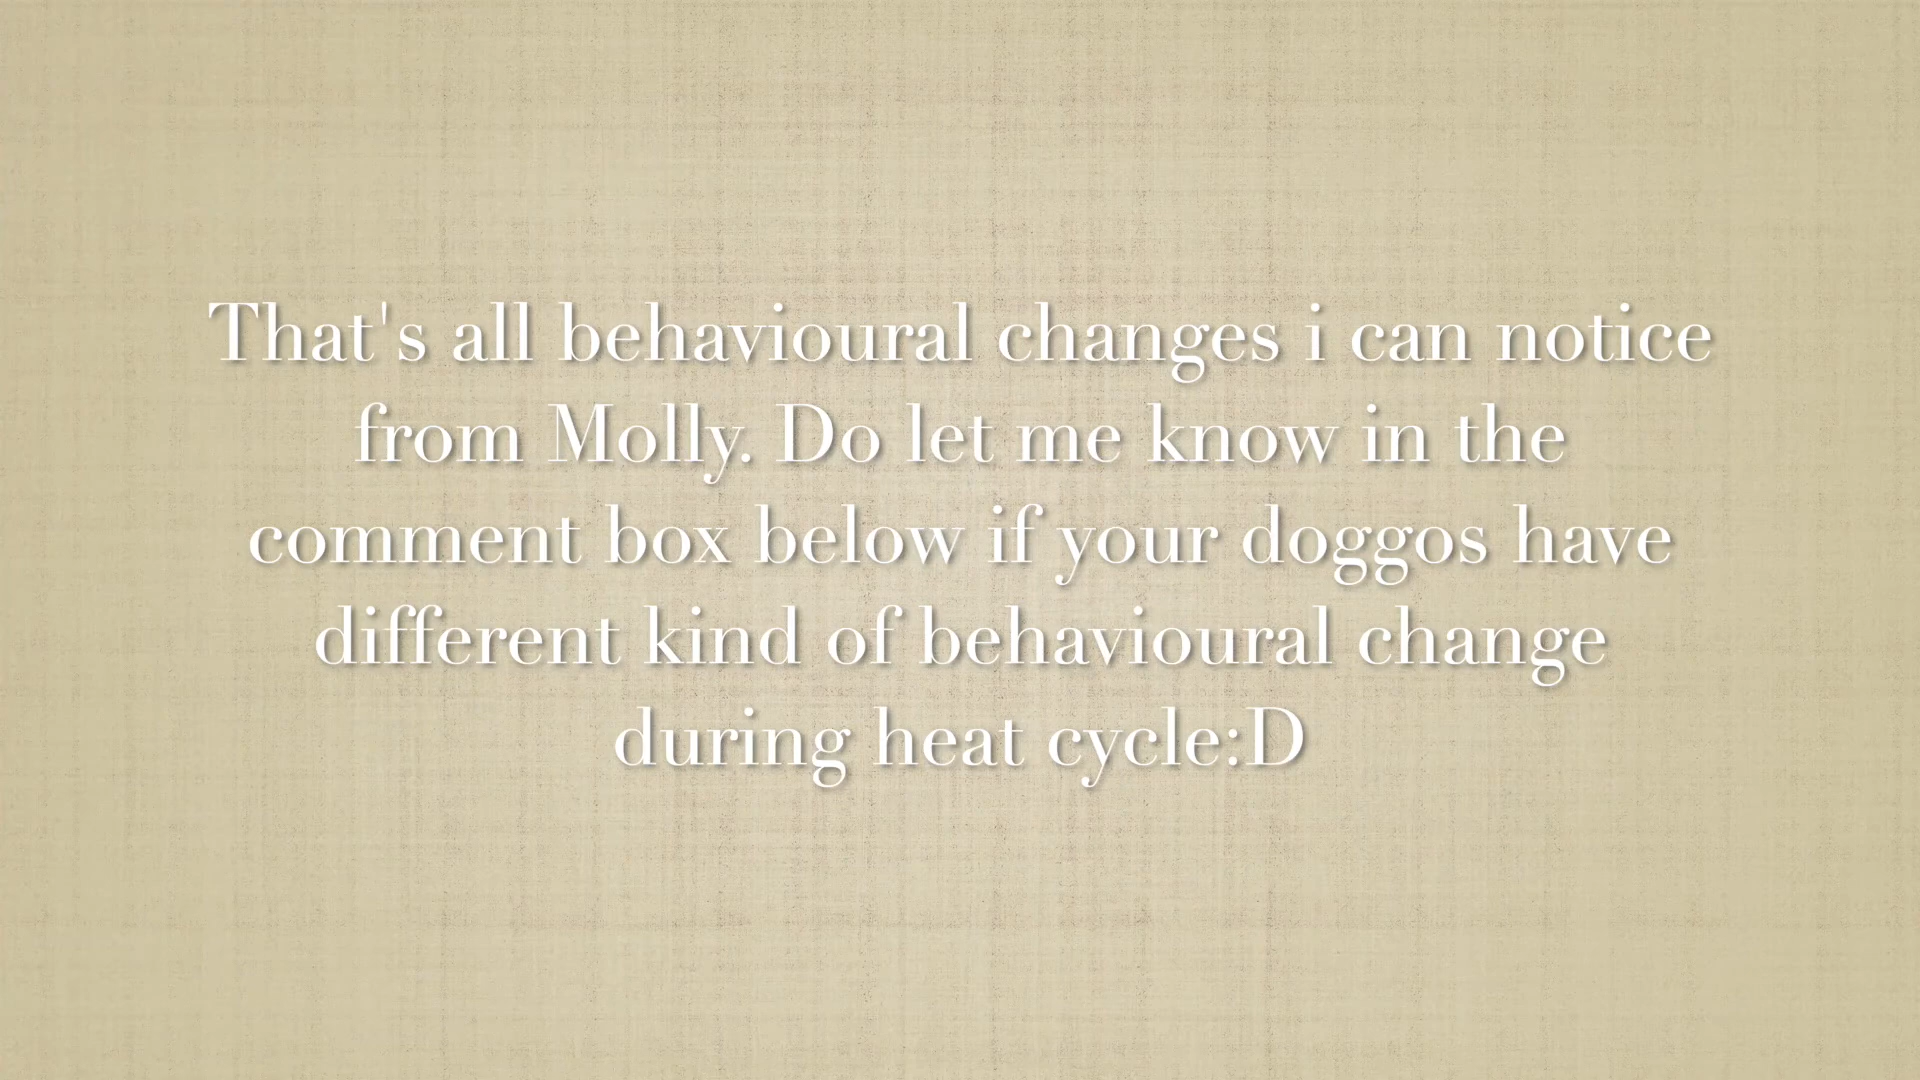 That's all behavioural changes i can notice
from Molly. Do let me know in the
comment box below if your doggos have
different kind of behavioural change
during heat cycle:D